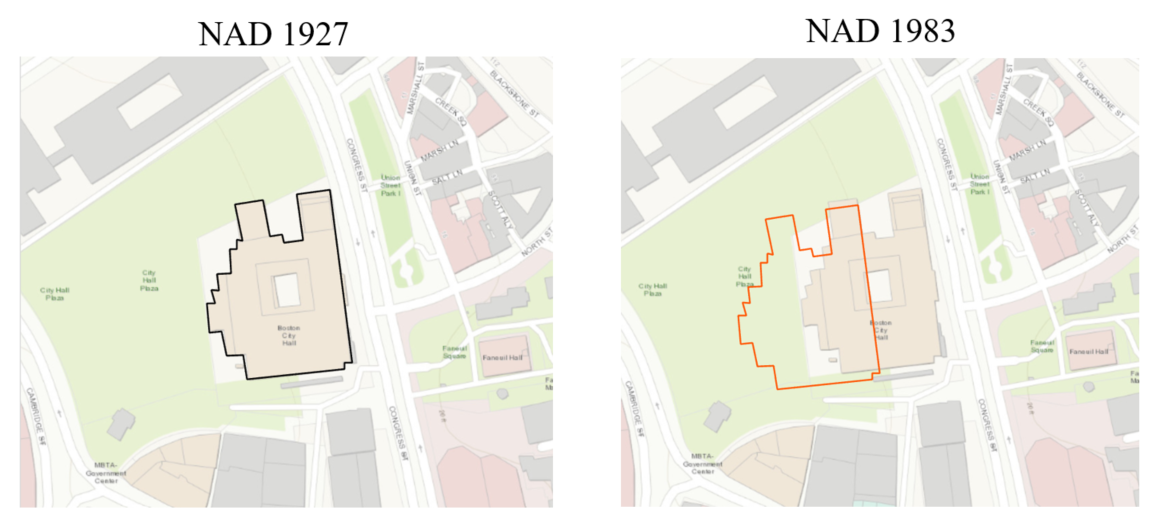 NAD 1927
NAD 1983
117
BLACKSTONE ST
MARSHALL ST
CREEK SQ
MARSH LN
SALT LN
CONGRESS ST
UNION ST
Union
Street
Park I
SCOTT ALY
NORTH ST
City
Hall
Plaza
City Hall
Plaza
Boston
City
Hall
Faneuil
Square
Faneuil Hall
Fa
Ma
CAMBRIDGE ST
CONGRESS ST
MBTA-
Government
Center
117
BLACKSTONE ST
MARSHALL ST
CREEK SQ
MARSH LN
SALT LN
CONGRESS ST
UNION ST
Union
Street
Park I
SCOTT ALY
NORTH ST
City
Hall
Plaza
City Hall
Plaza
Boston
City
Hall
Faneuil
Square
Faneuil Hall
Fa
Ma
CAMBRIDGE ST
CONGRESS ST
MBTA-
Government
Center